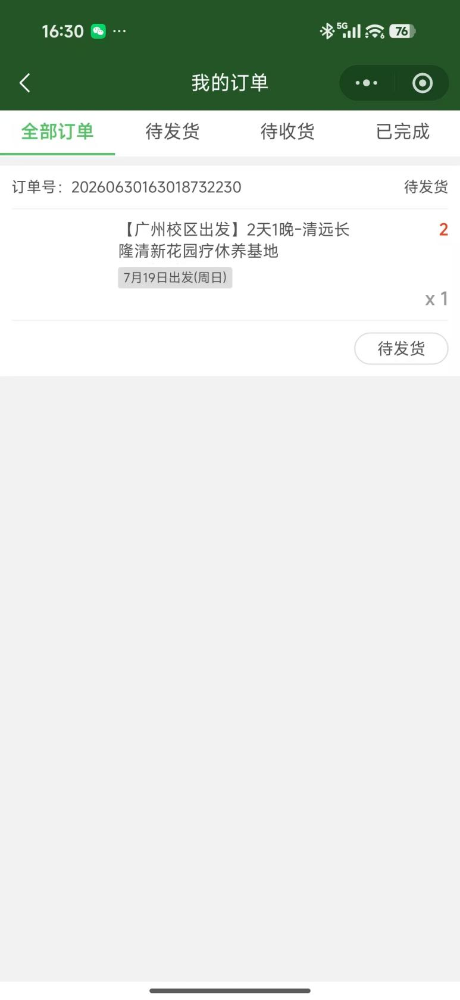 16:30
5G
6
76
我的订单
全部订单
待发货
待收货
已完成
订单号：20260630163018732230
待发货
【广州校区出发】2天1晚-清远长
2
隆清新花园疗休养基地
7月19日出发(周日)
x 1
待发货